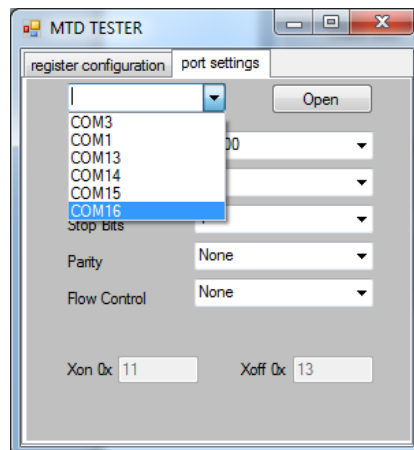 MTD TESTER
register configuration port settings
Open
COM3
COM1
COM13
COM14
COM15
COM16
Stop Bits
Parity None
Flow Control None
Xon 0x 11 Xoff 0x 13